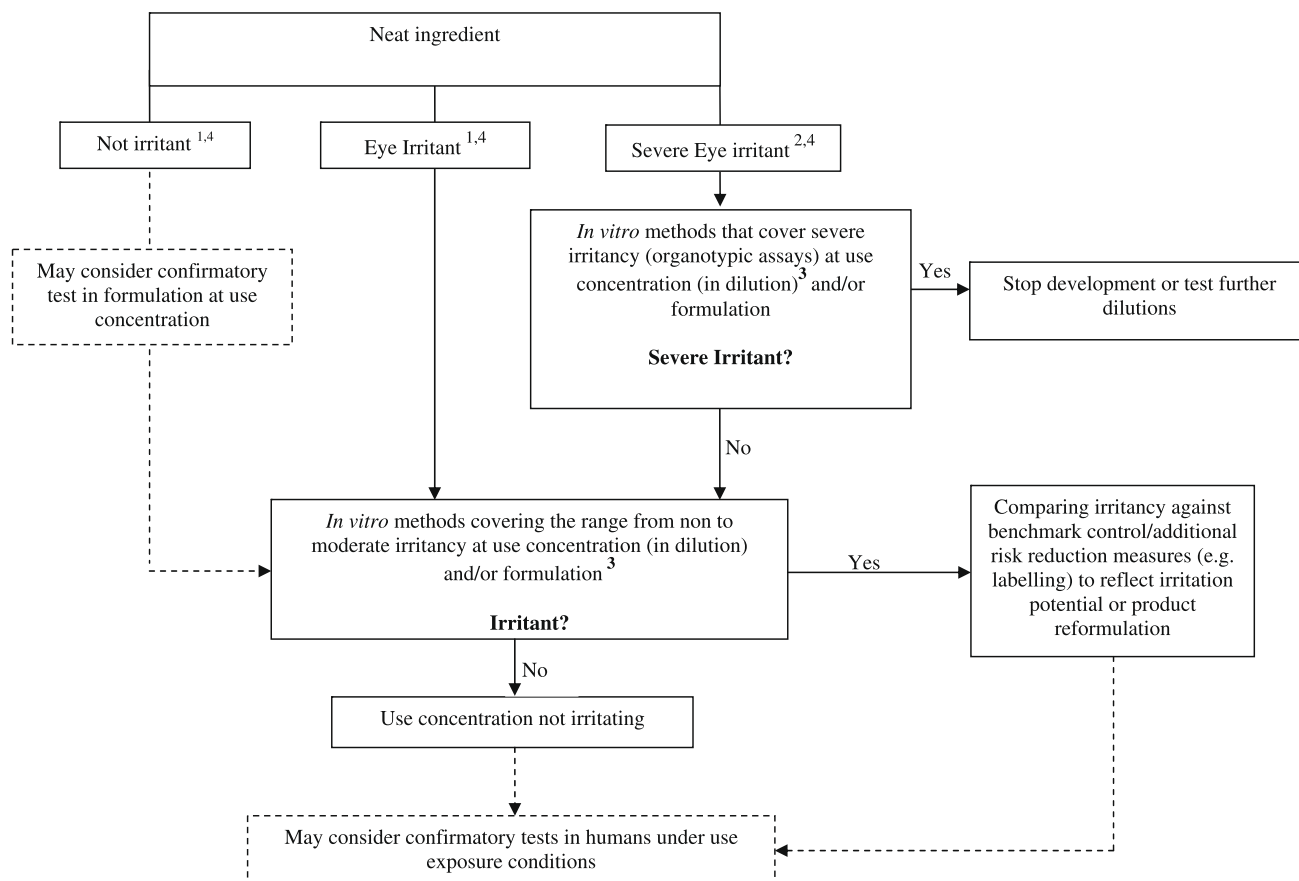 Neat ingredient
Not irritant 1,4
Eye Irritant 1,4
Severe Eye irritant 2,4
In vitro methods that cover severe
irritancy (organotypic assays) at use
concentration (in dilution)3 and/or
formulation
Severe Irritant?
Yes
Stop development or test further
dilutions
May consider confirmatory
test in formulation at use
concentration
No
In vitro methods covering the range from non to
moderate irritancy at use concentration (in dilution)
and/or formulation 3
Irritant?
Yes
Comparing irritancy against
benchmark control/additional
risk reduction measures (e.g.
labelling) to reflect irritation
potential or product
reformulation
No
Use concentration not irritating
May consider confirmatory tests in humans under use
exposure conditions